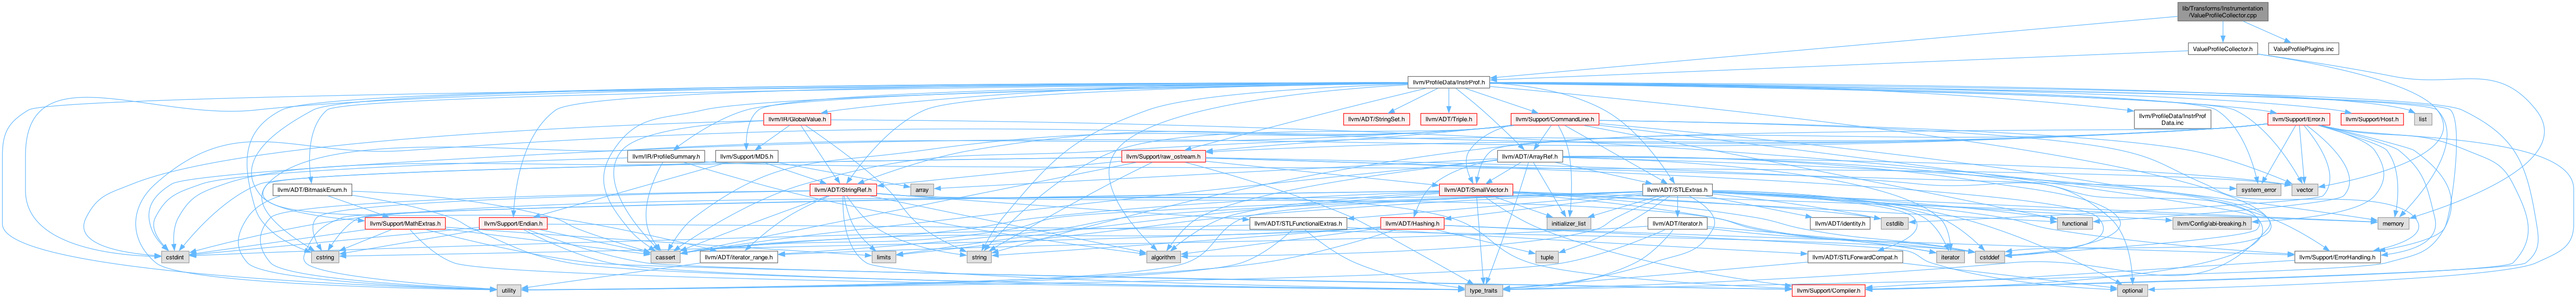 lib/Transforms/Instrumentation
/ValueProfileCollector.cpp
ValueProfileCollector.h
ValueProfilePlugins.inc
llvm/ProfileData/InstrProf.h
llvm/IR/GlobalValue.h
llvm/ADT/StringSet.h
llvm/ADT/Triple.h
llvm/Support/CommandLine.h
llvm/ProfileData/InstrProf
Data.inc
llvm/Support/Error.h
llvm/Support/Host.h
list
llvm/IR/ProfileSummary.h
llvm/Support/MD5.h
llvm/Support/raw_ostream.h
llvm/ADT/ArrayRef.h
llvm/ADT/BitmaskEnum.h
llvm/ADT/StringRef.h
array
llvm/ADT/SmallVector.h
llvm/ADT/STLExtras.h
system_error
vector
llvm/Support/MathExtras.h
llvm/Support/Endian.h
llvm/ADT/STLFunctionalExtras.h
llvm/ADT/Hashing.h
initializer_list
llvm/ADT/iterator.h
llvm/ADT/identity.h
cstdlib
functional
llvm/Config/abi-breaking.h
memory
cstdint
cstring
cassert
llvm/ADT/iterator_range.h
limits
string
algorithm
tuple
llvm/ADT/STLForwardCompat.h
iterator
cstddef
llvm/Support/ErrorHandling.h
utility
type_traits
llvm/Support/Compiler.h
optional